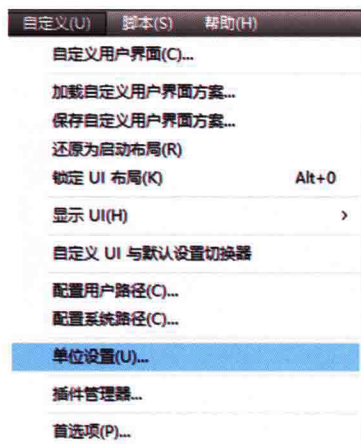 自定义(U) 脚本(S) 帮助(H)
自定义用户界面(C)...
加载自定义用户界面方案...
保存自定义用户界面方案...
还原为启动布局(R)
锁定 UI 布局(K) Alt+0
显示 UI(H) >
自定义 UI 与默认设置切换器
配置用户路径(C)...
配置系统路径(C)...
单位设置(U)...
插件管理器...
首选项(P)...